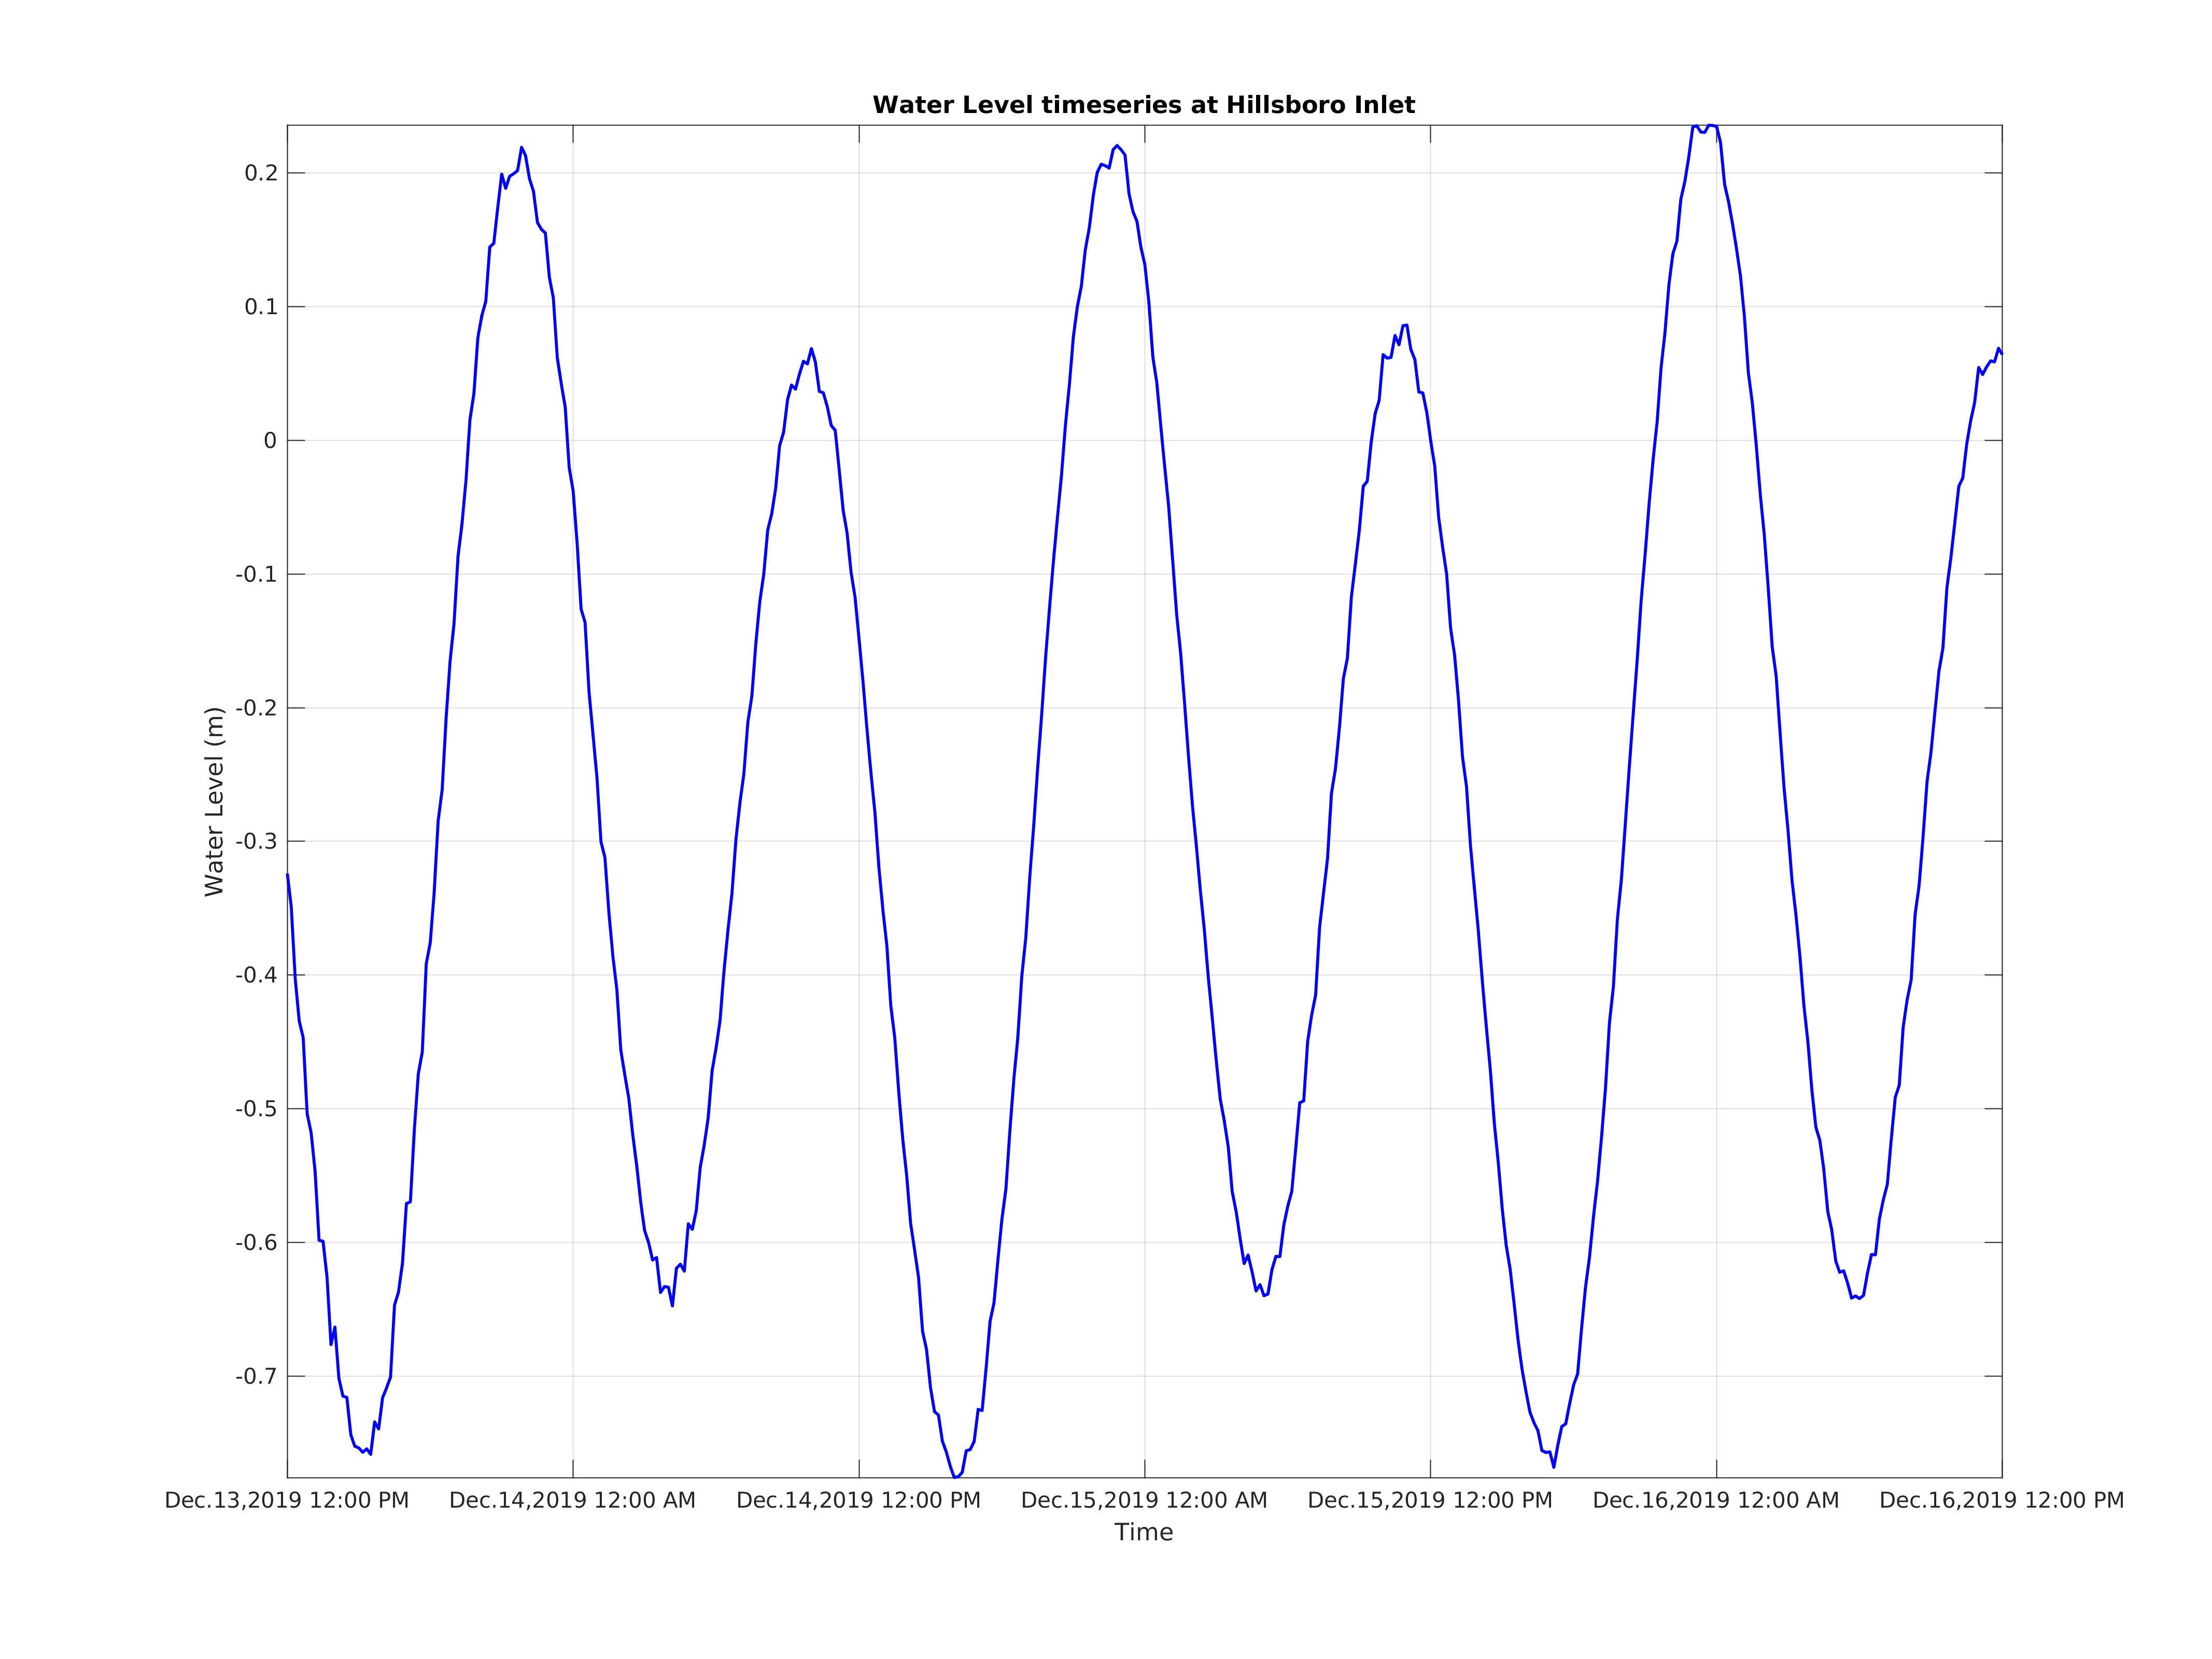 Water Level timeseries at Hillsboro Inlet
0.2
0.1
0
-0.1
-0.2
-0.3
-0.4
-0.5
-0.6
-0.7
Water Level (m)
Dec.13,2019 12:00 PM
Dec.14,2019 12:00 AM
Dec.14,2019 12:00 PM
Dec.15,2019 12:00 AM
Dec.15,2019 12:00 PM
Dec.16,2019 12:00 AM
Dec.16,2019 12:00 PM
Time